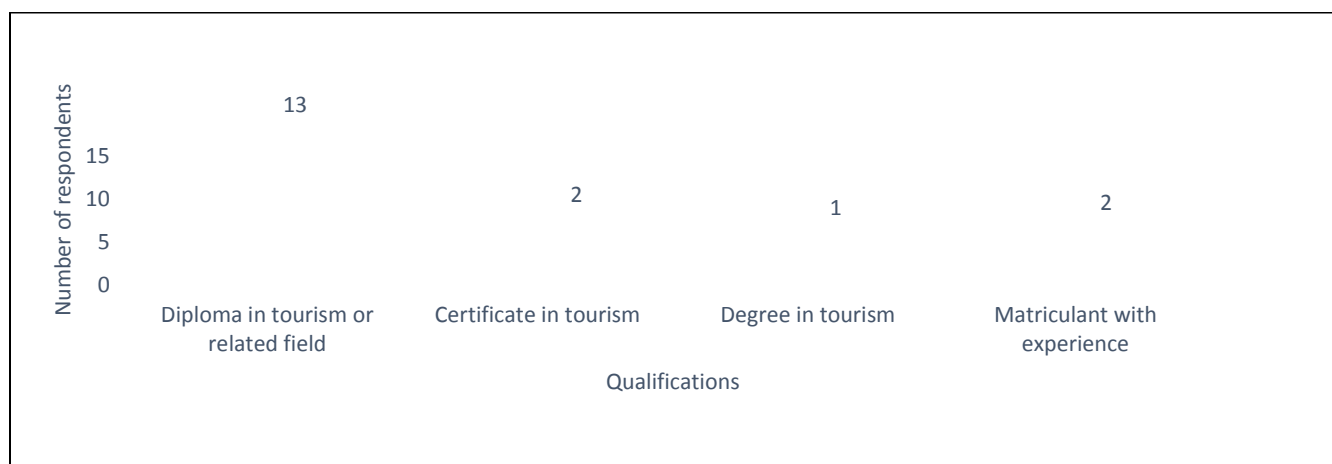 Number of respondents
13
15
10
5
0
2
1
2
Diploma in tourism or
related field
Certificate in tourism
Degree in tourism
Matriculant with
experience
Qualifications